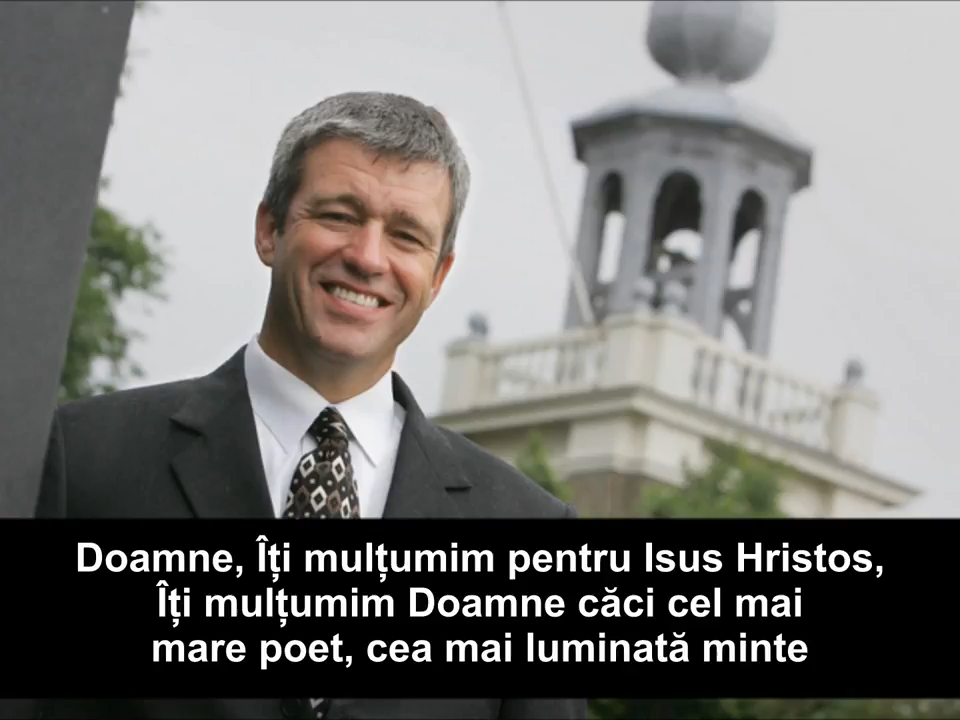 Doamne, Îți mulțumim pentru Isus Hristos,
Îți mulțumim Doamne căci cel mai
mare poet, cea mai luminată minte